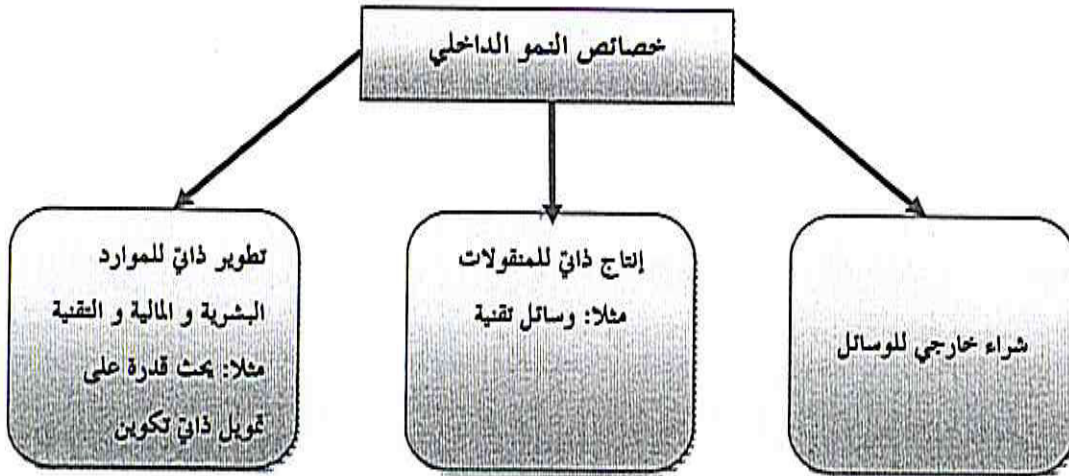 خصائص النمو الداخلي
شراء خارجي للوسائل
إنتاج ذاتي للمنقولات
مثلا: وسائل تقنية
تطوير ذاتي للموارد
البشرية و المالية و التقنية
مثلا: بحث قدرة على
تمويل ذاتي تكوين